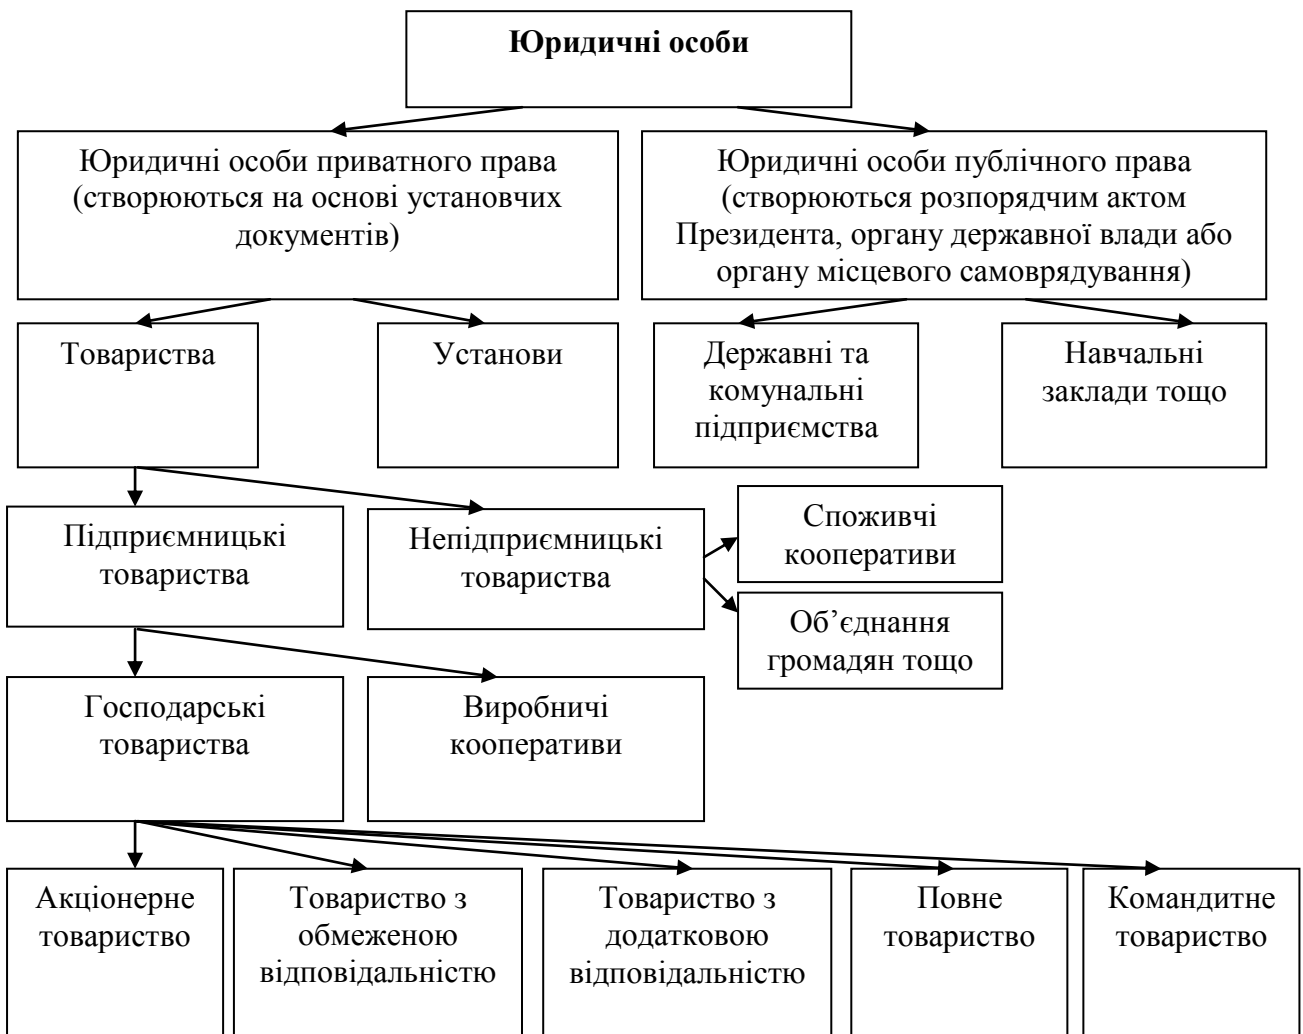 Юридичні особи
Юридичні особи приватного права
(створюються на основі установчих
документів)
Юридичні особи публічного права
(створюються розпорядчим актом
Президента, органу державної влади або
органу місцевого самоврядування)
Товариства
Установи
Державні та
комунальні
підприємства
Навчальні
заклади тощо
Підприємницькі
товариства
Непідприємницькі
товариства
Споживчі
кооперативи
Об’єднання
громадян тощо
Господарські
товариства
Виробничі
кооперативи
Акціонерне
товариство
Товариство з
обмеженою
відповідальністю
Товариство з
додатковою
відповідальністю
Повне
товариство
Командитне
товариство